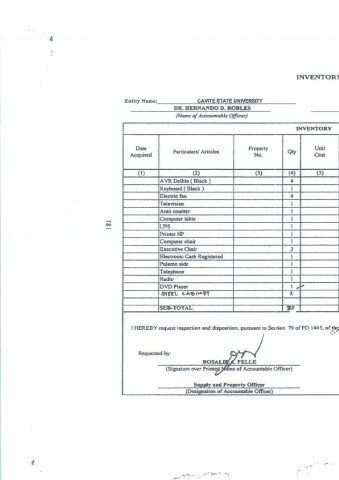 INVENTORY
Entity Name: CAVITE STATE UNIVERSITY
DR. HERNANDO D. ROBLES
(Name of Accountable Officer)
INVENTORY
Date Acquired Particulars/ Articles Property No. Qty Unit Cost
(1) (2) (3) (4) (5)
AVR Delkin ( Black ) 4
Keyboard ( Black ) 1
Electric fan 4
Television 1
Auto counter 1
Computer table 1
UPS 1
Printer HP 1
Computer chair 1
Executive Chair 3
Electronic Cash Registered 1
Pulamo side 1
Telephone 1
Radio 1
DVD Player 1
STEEL CABINET 1
SUB-TOTAL
181
I HEREBY request inspection and disposition, pursuant to Section 79 of PD 1445, of the
Requested by:
ROSALIE A. PELLE
(Signature over Printed Name of Accountable Officer)
Supply and Property Officer
(Designation of Accountable Officer)